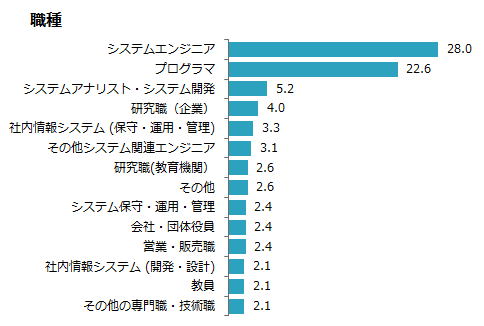 職種
システムエンジニア 28.0
プログラマ 22.6
システムアナリスト・システム開発 5.2
研究職（企業） 4.0
社内情報システム (保守・運用・管理) 3.3
その他システム関連エンジニア 3.1
研究職(教育機関） 2.6
その他 2.6
システム保守・運用・管理 2.4
会社・団体役員 2.4
営業・販売職 2.4
社内情報システム (開発・設計) 2.1
教員 2.1
その他の専門職・技術職 2.1